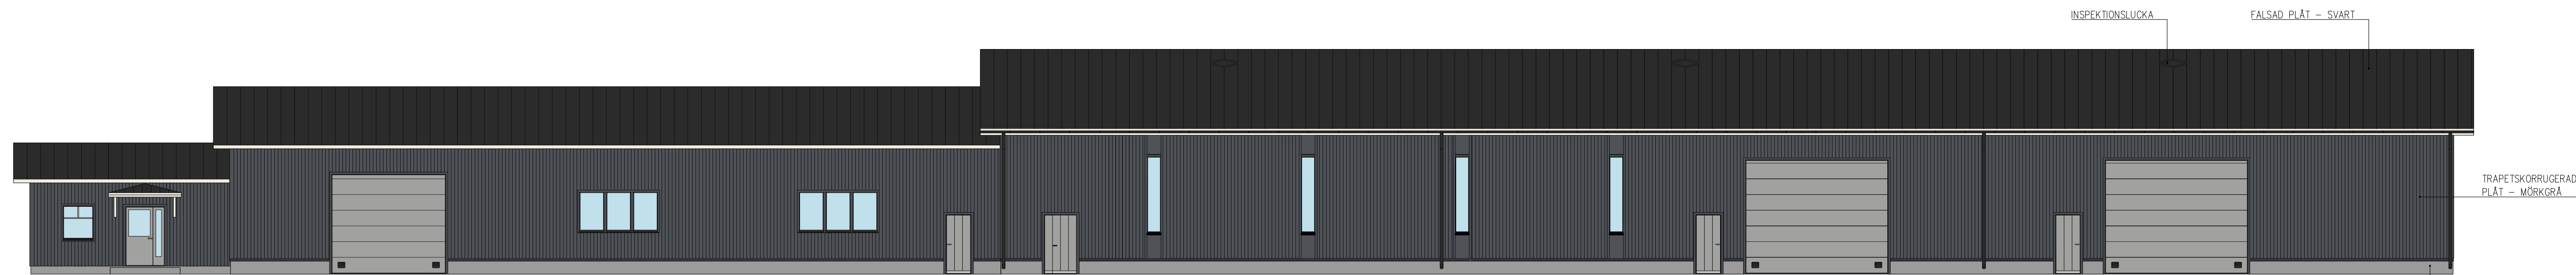 INSPEKTIONSLUCKA
FALSAD PLÅT - SVART
TRAPETSKORRUGERAD
PLÅT - MÖRKGRÅ